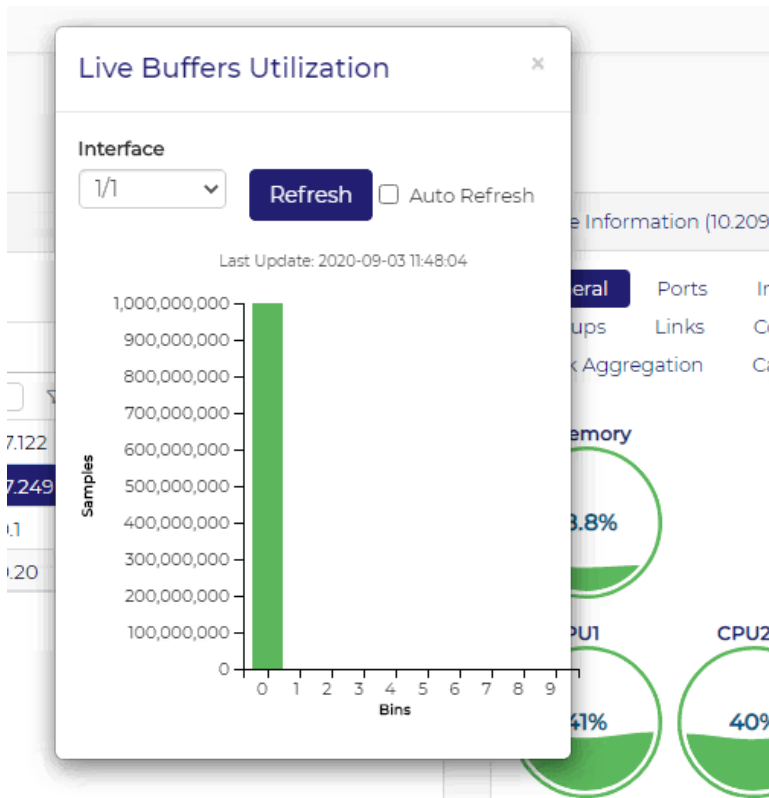 Live Buffers Utilization ×
Interface
1/1
Refresh
Auto Refresh
Last Update: 2020-09-03 11:48:04
1,000,000,000
900,000,000
800,000,000
700,000,000
600,000,000
500,000,000
400,000,000
300,000,000
200,000,000
100,000,000
0
Samples
0 1 2 3 4 5 6 7 8 9
Bins
7.122
7.249
.1
.20
e Information (10.209
eral Ports
ups Links
k Aggregation
emory
3.8%
PU1 CPU2
41% 40%